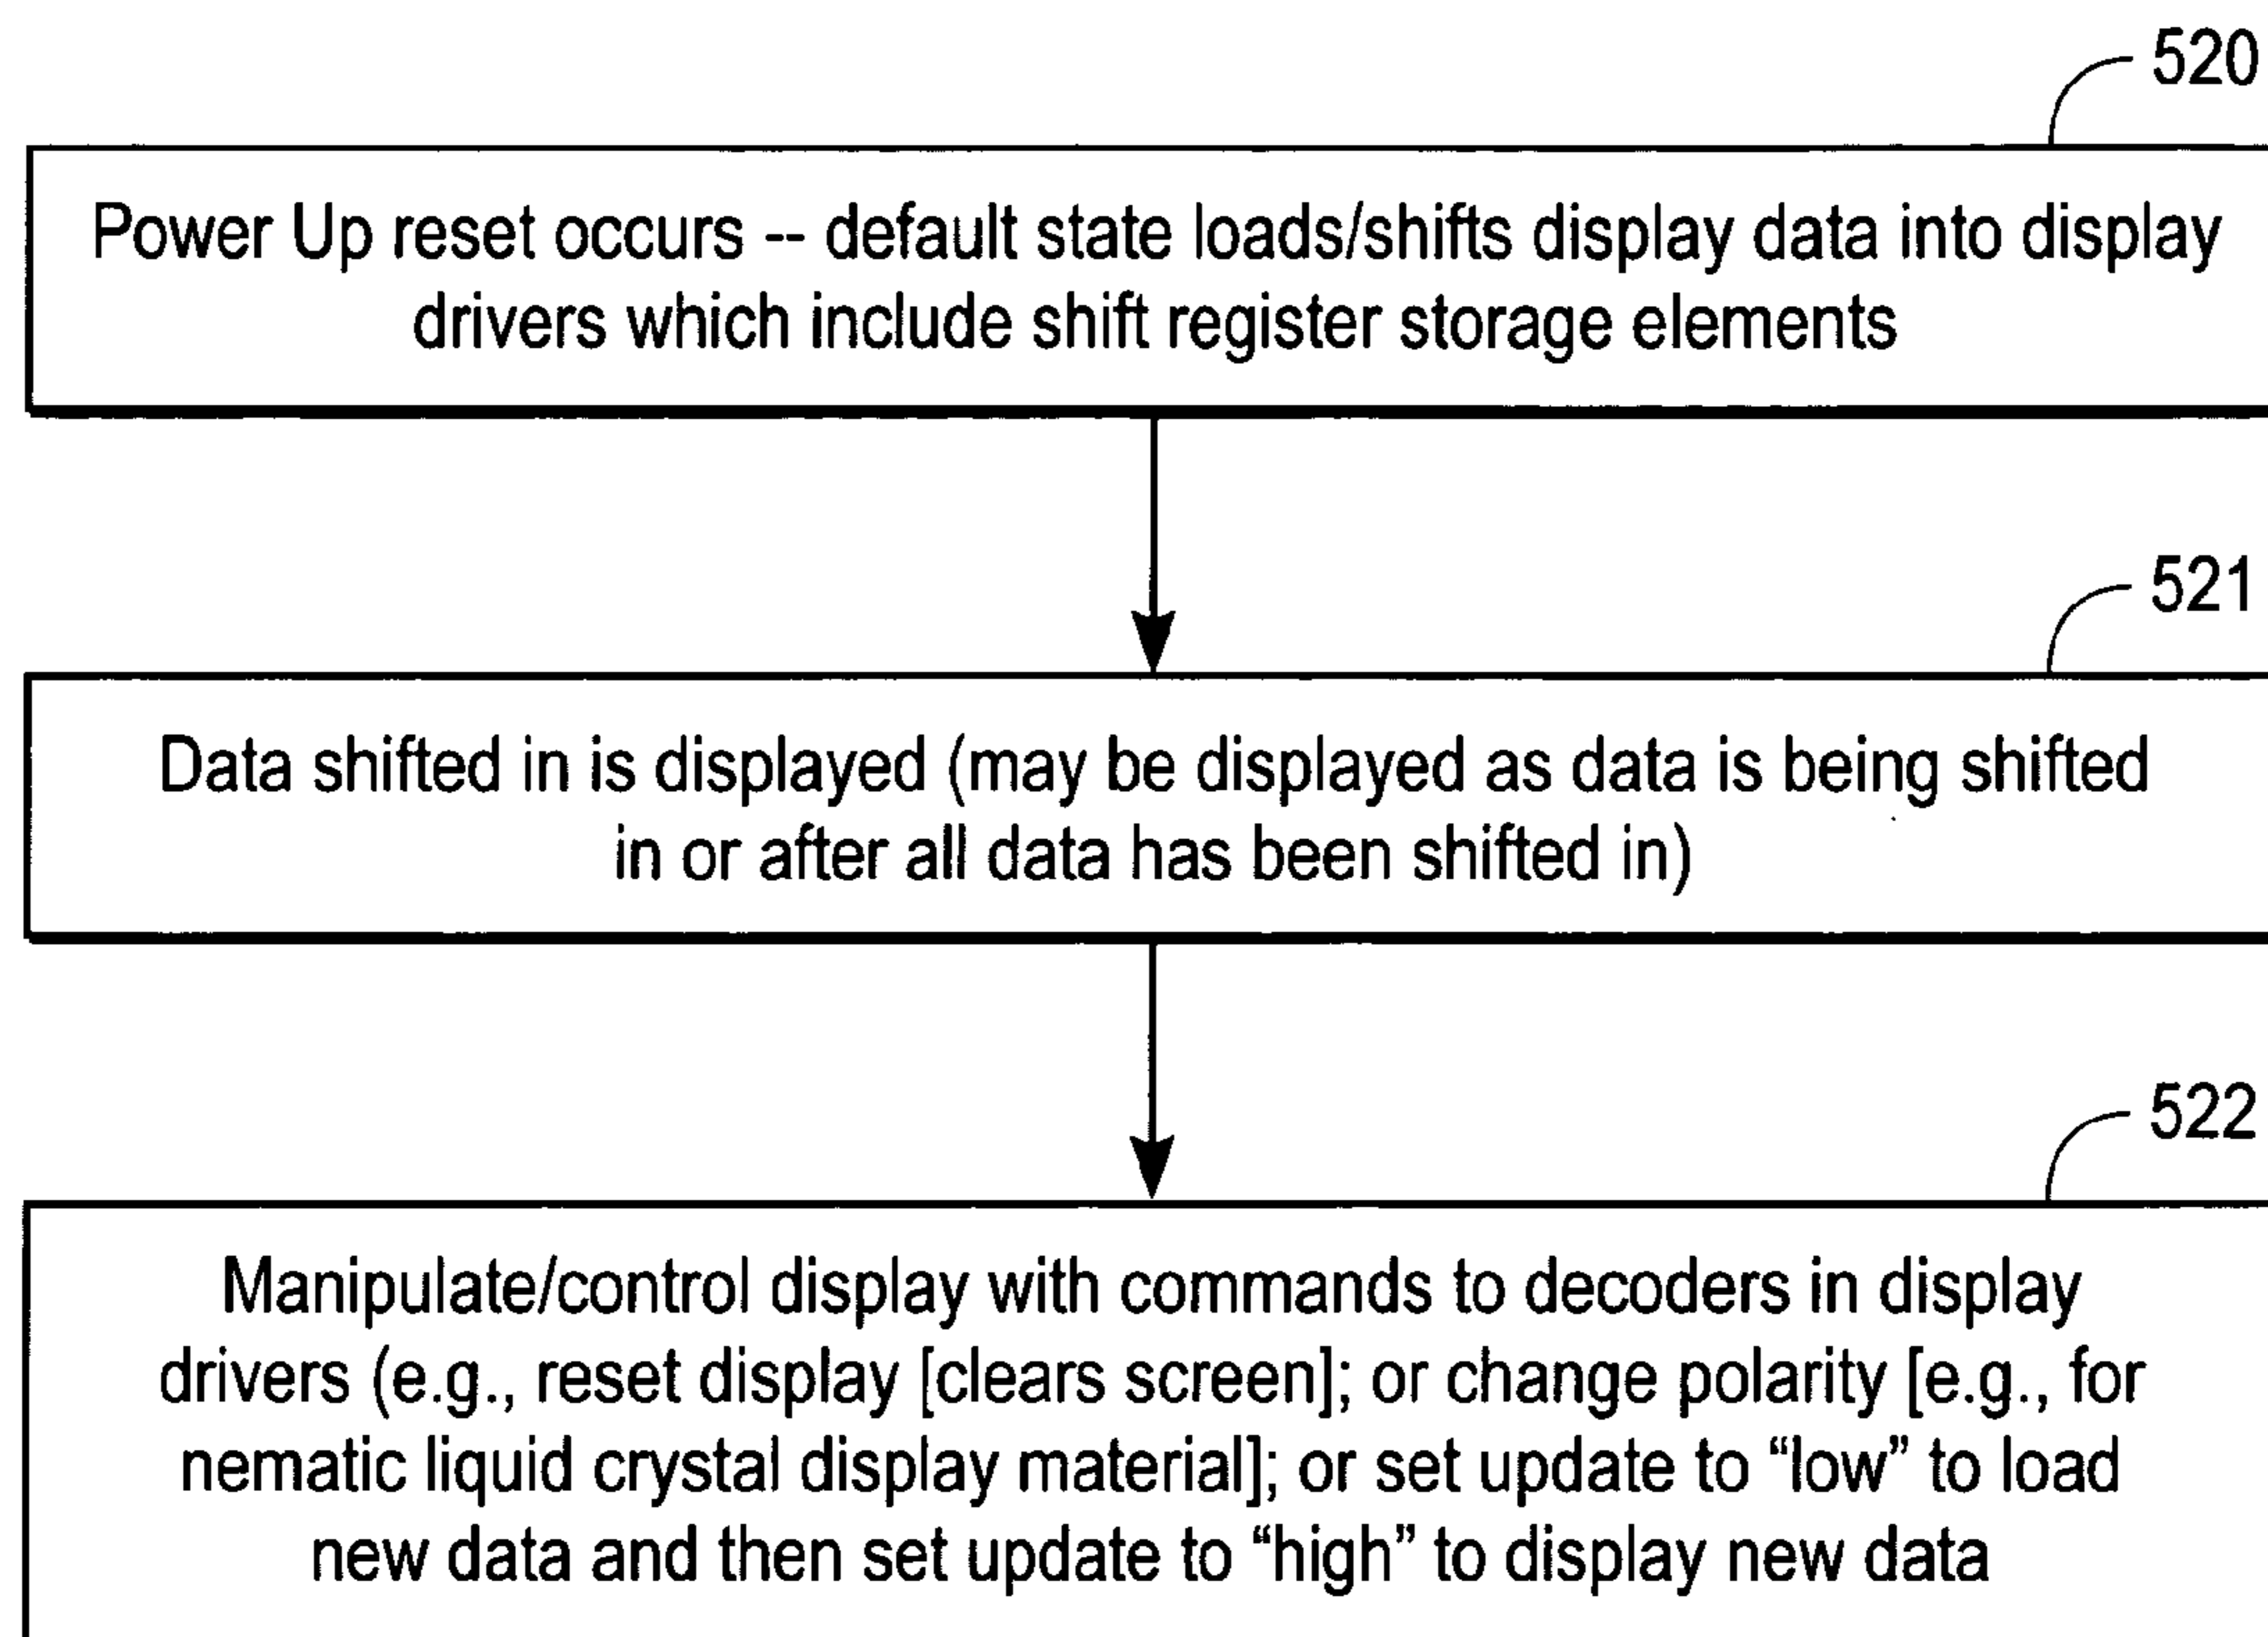 520
Power Up reset occurs -- default state loads/shifts display data into display
drivers which include shift register storage elements
521
Data shifted in is displayed (may be displayed as data is being shifted
in or after all data has been shifted in)
522
Manipulate/control display with commands to decoders in display
drivers (e.g., reset display [clears screen]; or change polarity [e.g., for
nematic liquid crystal display material]; or set update to “low” to load
new data and then set update to “high” to display new data